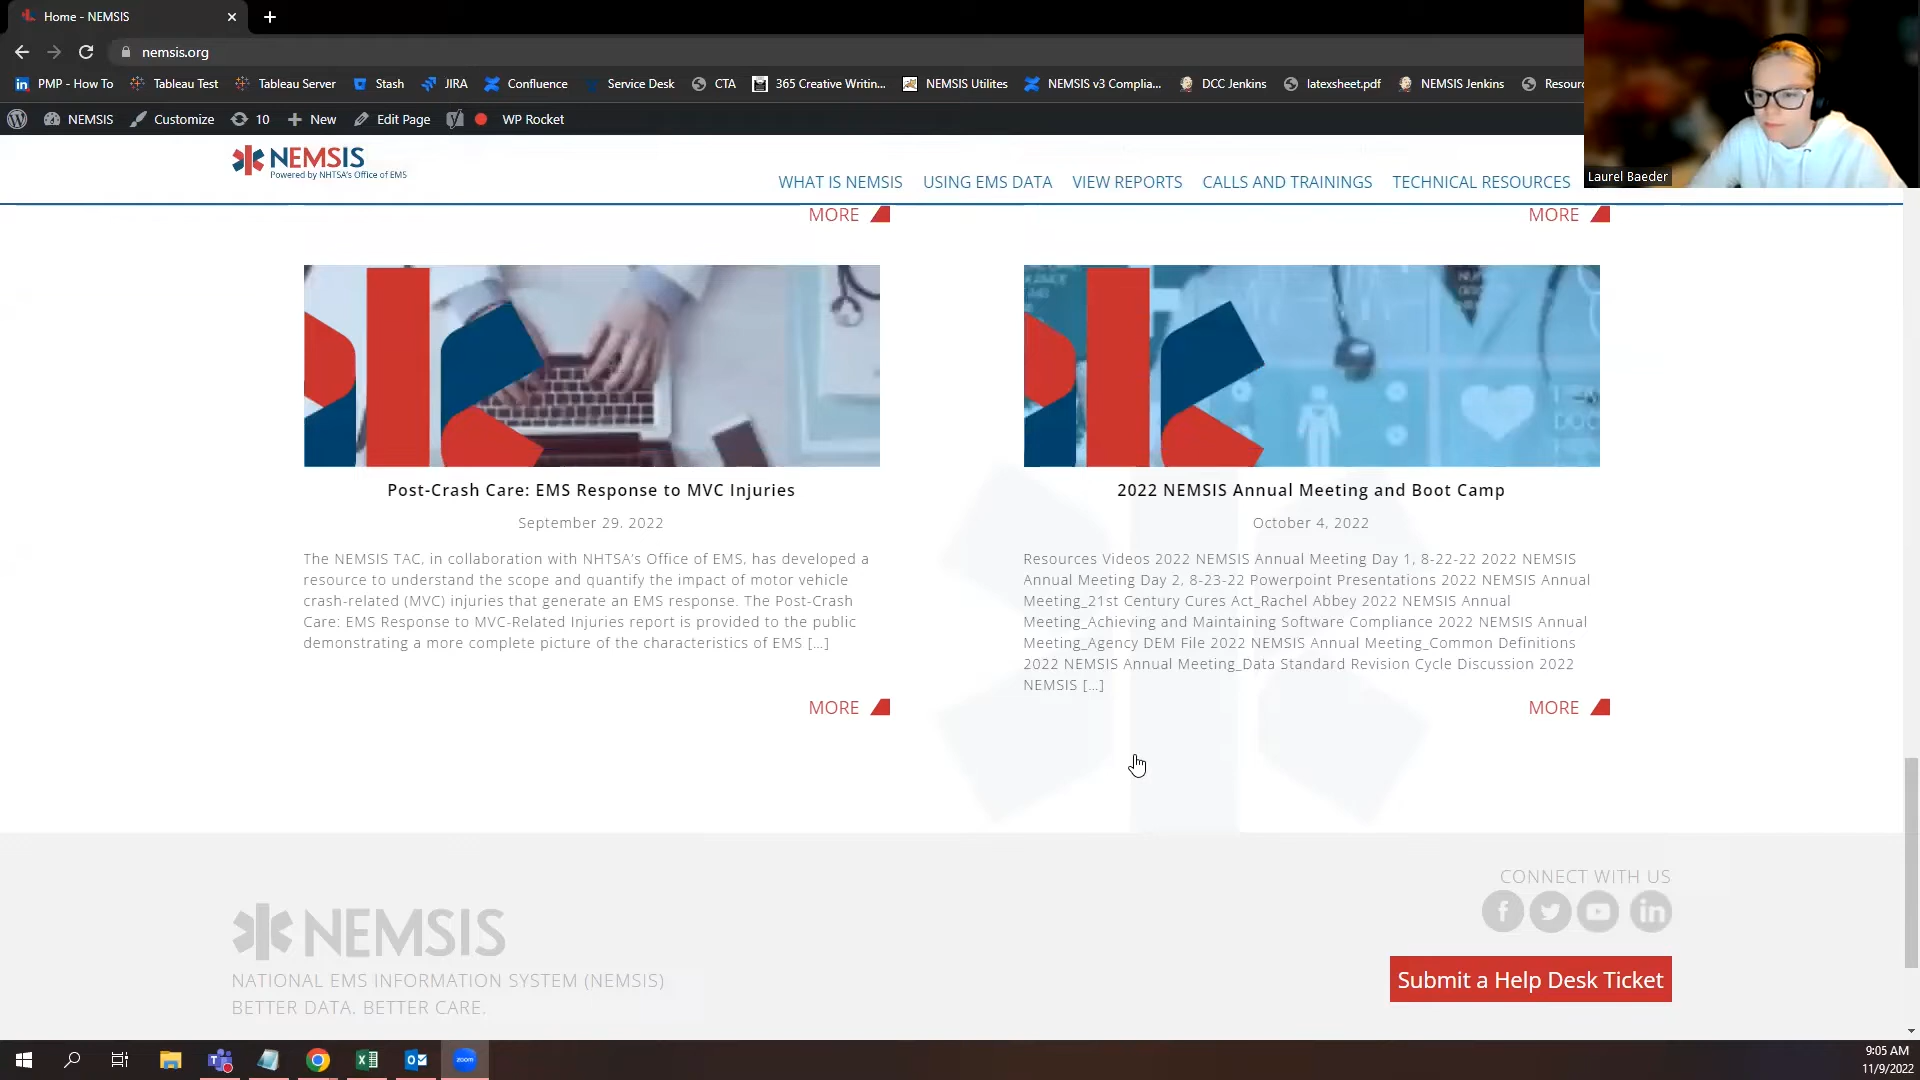 Home - NEMSIS
nemsis.org
PMP - How To Tableau Test Tableau Server Stash JIRA Confluence Service Desk CTA 365 Creative Writin... NEMSIS Utilites NEMSIS v3 Complia... DCC Jenkins latexsheet.pdf NEMSIS Jenkins Resourc
NEMSIS Customize 10 New Edit Page WP Rocket
Laurel Baeder
NEMSIS
Powered by NHTSA's Office of EMS
WHAT IS NEMSIS USING EMS DATA VIEW REPORTS CALLS AND TRAININGS TECHNICAL RESOURCES
MORE MORE
Post-Crash Care: EMS Response to MVC Injuries
September 29. 2022
The NEMSIS TAC, in collaboration with NHTSA's Office of EMS, has developed a
resource to understand the scope and quantify the impact of motor vehicle
crash-related (MVC) injuries that generate an EMS response. The Post-Crash
Care: EMS Response to MVC-Related Injuries report is provided to the public
demonstrating a more complete picture of the characteristics of EMS [...]
MORE
2022 NEMSIS Annual Meeting and Boot Camp
October 4, 2022
Resources Videos 2022 NEMSIS Annual Meeting Day 1, 8-22-22 2022 NEMSIS
Annual Meeting Day 2, 8-23-22 Powerpoint Presentations 2022 NEMSIS Annual
Meeting_21st Century Cures Act_Rachel Abbey 2022 NEMSIS Annual
Meeting_Achieving and Maintaining Software Compliance 2022 NEMSIS Annual
Meeting_Agency DEM File 2022 NEMSIS Annual Meeting_Common Definitions
2022 NEMSIS Annual Meeting_Data Standard Revision Cycle Discussion 2022
NEMSIS [...]
MORE
CONNECT WITH US
NEMSIS
NATIONAL EMS INFORMATION SYSTEM (NEMSIS)
BETTER DATA. BETTER CARE.
Submit a Help Desk Ticket
zoom
9:05 AM
11/9/2022